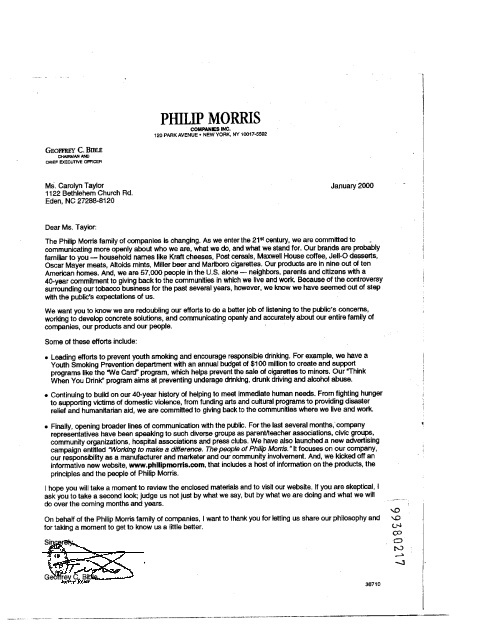 PHILIP MORRIS
COMPANIES INC.
120 PARK AVENUE • NEW YORK, NY 10017-5592
GEOFFREY C. BIBLE
CHAIRMAN AND
CHIEF EXECUTIVE OFFICER
Ms. Carolyn Taylor
January 2000
1122 Bethlehem Church Rd.
Eden, NC 27288-8120
Dear Ms. Taylor:
The Philip Morris family of companies is changing. As we enter the 21st century, we are committed to
communicating more openly about who we are, what we do, and what we stand for. Our brands are probably
familiar to you — household names like Kraft cheeses, Post cereals, Maxwell House coffee, Jell-O desserts,
Oscar Mayer meats, Altoids mints, Miller beer and Marlboro cigarettes. Our products are in nine out of ten
American homes. And, we are 57,000 people in the U.S. alone — neighbors, parents and citizens with a
40-year commitment to giving back to the communities in which we live and work. Because of the controversy
surrounding our tobacco business for the past several years, however, we know we have seemed out of step
with the public's expectations of us.
We want you to know we are redoubling our efforts to do a better job of listening to the public's concerns,
working to develop concrete solutions, and communicating openly and accurately about our entire family of
companies, our products and our people.
Some of these efforts include:
• Leading efforts to prevent youth smoking and encourage responsible drinking. For example, we have a
Youth Smoking Prevention department with an annual budget of $100 million to create and support
programs like the "We Card" program, which helps prevent the sale of cigarettes to minors. Our "Think
When You Drink" program aims at preventing underage drinking, drunk driving and alcohol abuse.
• Continuing to build on our 40-year history of helping to meet immediate human needs. From fighting hunger
to supporting victims of domestic violence, from funding arts and cultural programs to providing disaster
relief and humanitarian aid, we are committed to giving back to the communities where we live and work.
• Finally, opening broader lines of communication with the public. For the last several months, company
representatives have been speaking to such diverse groups as parent/teacher associations, civic groups,
community organizations, hospital associations and press clubs. We have also launched a new advertising
campaign entitled "Working to make a difference. The people of Philip Morris." It focuses on our company,
our responsibility as a manufacturer and marketer and our community involvement. And, we kicked off an
informative new website, www.philipmorris.com, that includes a host of information on the products, the
principles and the people of Philip Morris.
I hope you will take a moment to review the enclosed materials and to visit our website. If you are skeptical, I
ask you to take a second look; judge us not just by what we say, but by what we are doing and what we will
do over the coming months and years.
On behalf of the Philip Morris family of companies, I want to thank you for letting us share our philosophy and
for taking a moment to get to know us a little better.
Sincerely,
Geoffrey C. Bible
36710
99380217